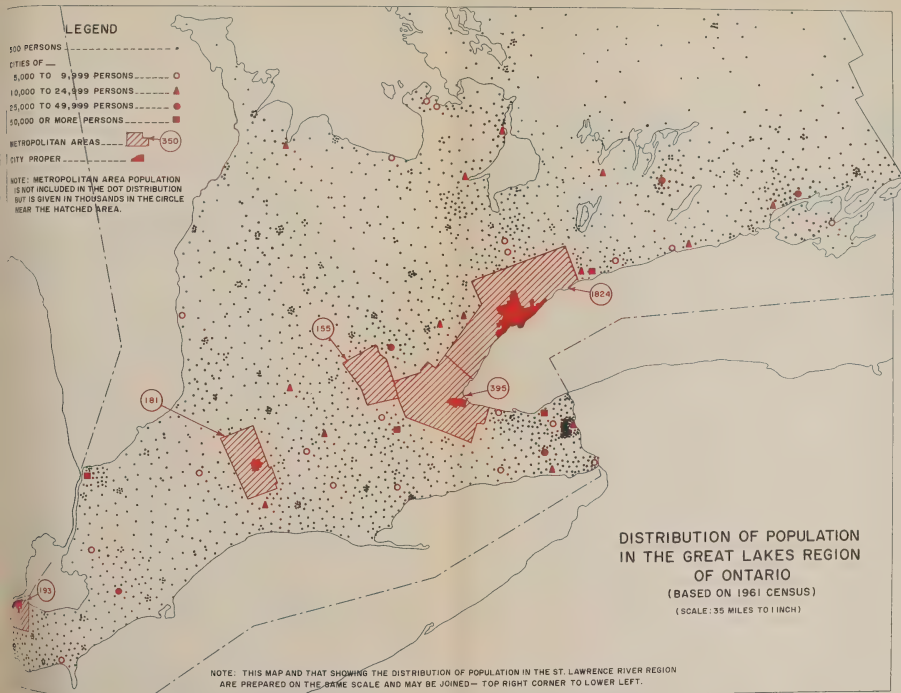 LEGEND
500 PERSONS
CITIES OF —
5,000 TO 9,999 PERSONS
10,000 TO 24,999 PERSONS
25,000 TO 49,999 PERSONS
50,000 OR MORE PERSONS
METROPOLITAN AREAS 350
CITY PROPER
NOTE: METROPOLITAN AREA POPULATION
IS NOT INCLUDED IN THE DOT DISTRIBUTION
BUT IS GIVEN IN THOUSANDS IN THE CIRCLE
NEAR THE HATCHED AREA.
1824
155
395
181
193
DISTRIBUTION OF POPULATION
IN THE GREAT LAKES REGION
OF ONTARIO
(BASED ON 1961 CENSUS)
(SCALE: 35 MILES TO 1 INCH)
NOTE: THIS MAP AND THAT SHOWING THE DISTRIBUTION OF POPULATION IN THE ST. LAWRENCE RIVER REGION
ARE PREPARED ON THE SAME SCALE AND MAY BE JOINED— TOP RIGHT CORNER TO LOWER LEFT.